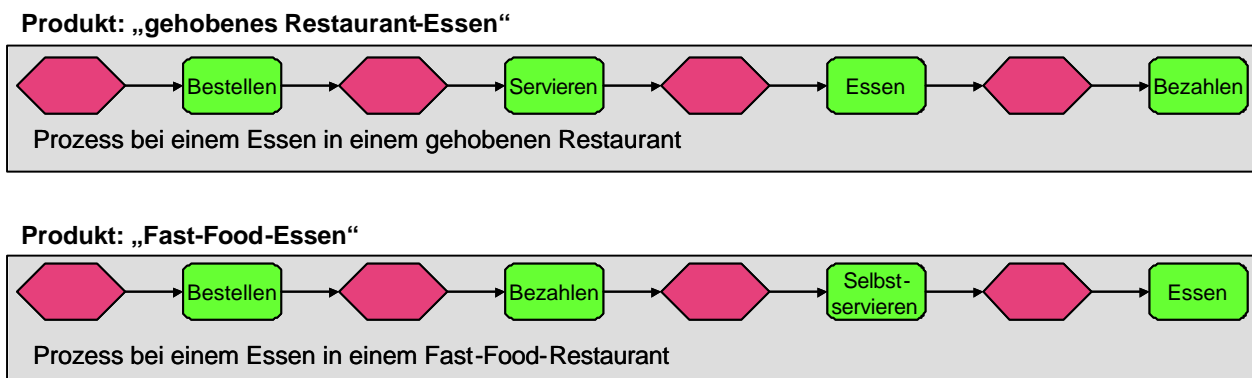 Produkt: „gehobenes Restaurant-Essen“
Bestellen
Servieren
Essen
Bezahlen
Prozess bei einem Essen in einem gehobenen Restaurant
Produkt: „Fast-Food-Essen“
Bestellen
Bezahlen
Selbst-
servieren
Essen
Prozess bei einem Essen in einem Fast-Food-Restaurant